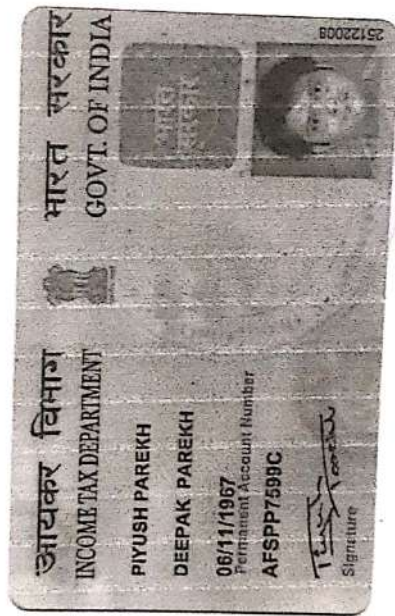 आयकर विभाग
INCOME TAX DEPARTMENT
भारत सरकार
GOVT. OF INDIA
PIYUSH PAREKH
DEEPAK PAREKH
06/11/1967
Permanent Account Number
AFSPP7599C
Signature
25122008